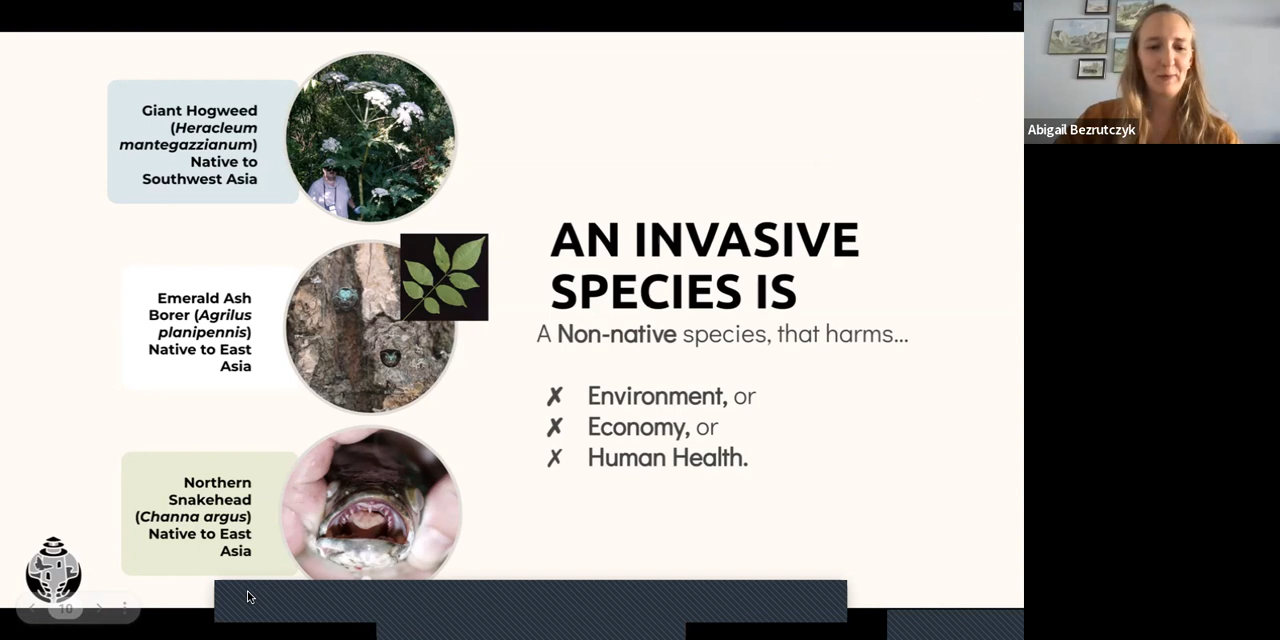 Giant Hogweed
(Heracleum
mantegazzianum)
Native to
Southwest Asia
Emerald Ash
Borer (Agrilus
planipennis)
Native to East
Asia
Northern
Snakehead
(Channa argus)
Native to East
Asia
AN INVASIVE
SPECIES IS
A Non-native species, that harms...
✗ Environment, or
✗ Economy, or
✗ Human Health.
10
Abigail Bezrutczyk